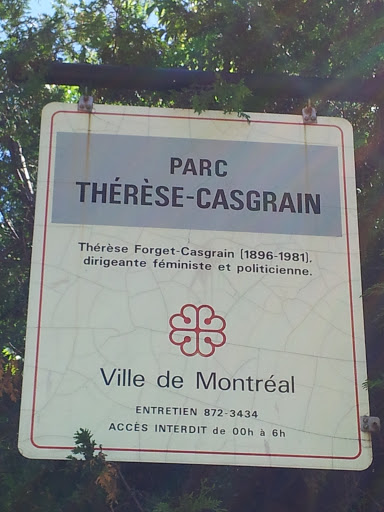 PARC
THÉRÈSE-CASGRAIN
Thérèse Forget-Casgrain (1896-1981),
dirigeante féministe et politicienne.
Ville de Montréal
ENTRETIEN 872-3434
ACCÈS INTERDIT de 00h à 6h